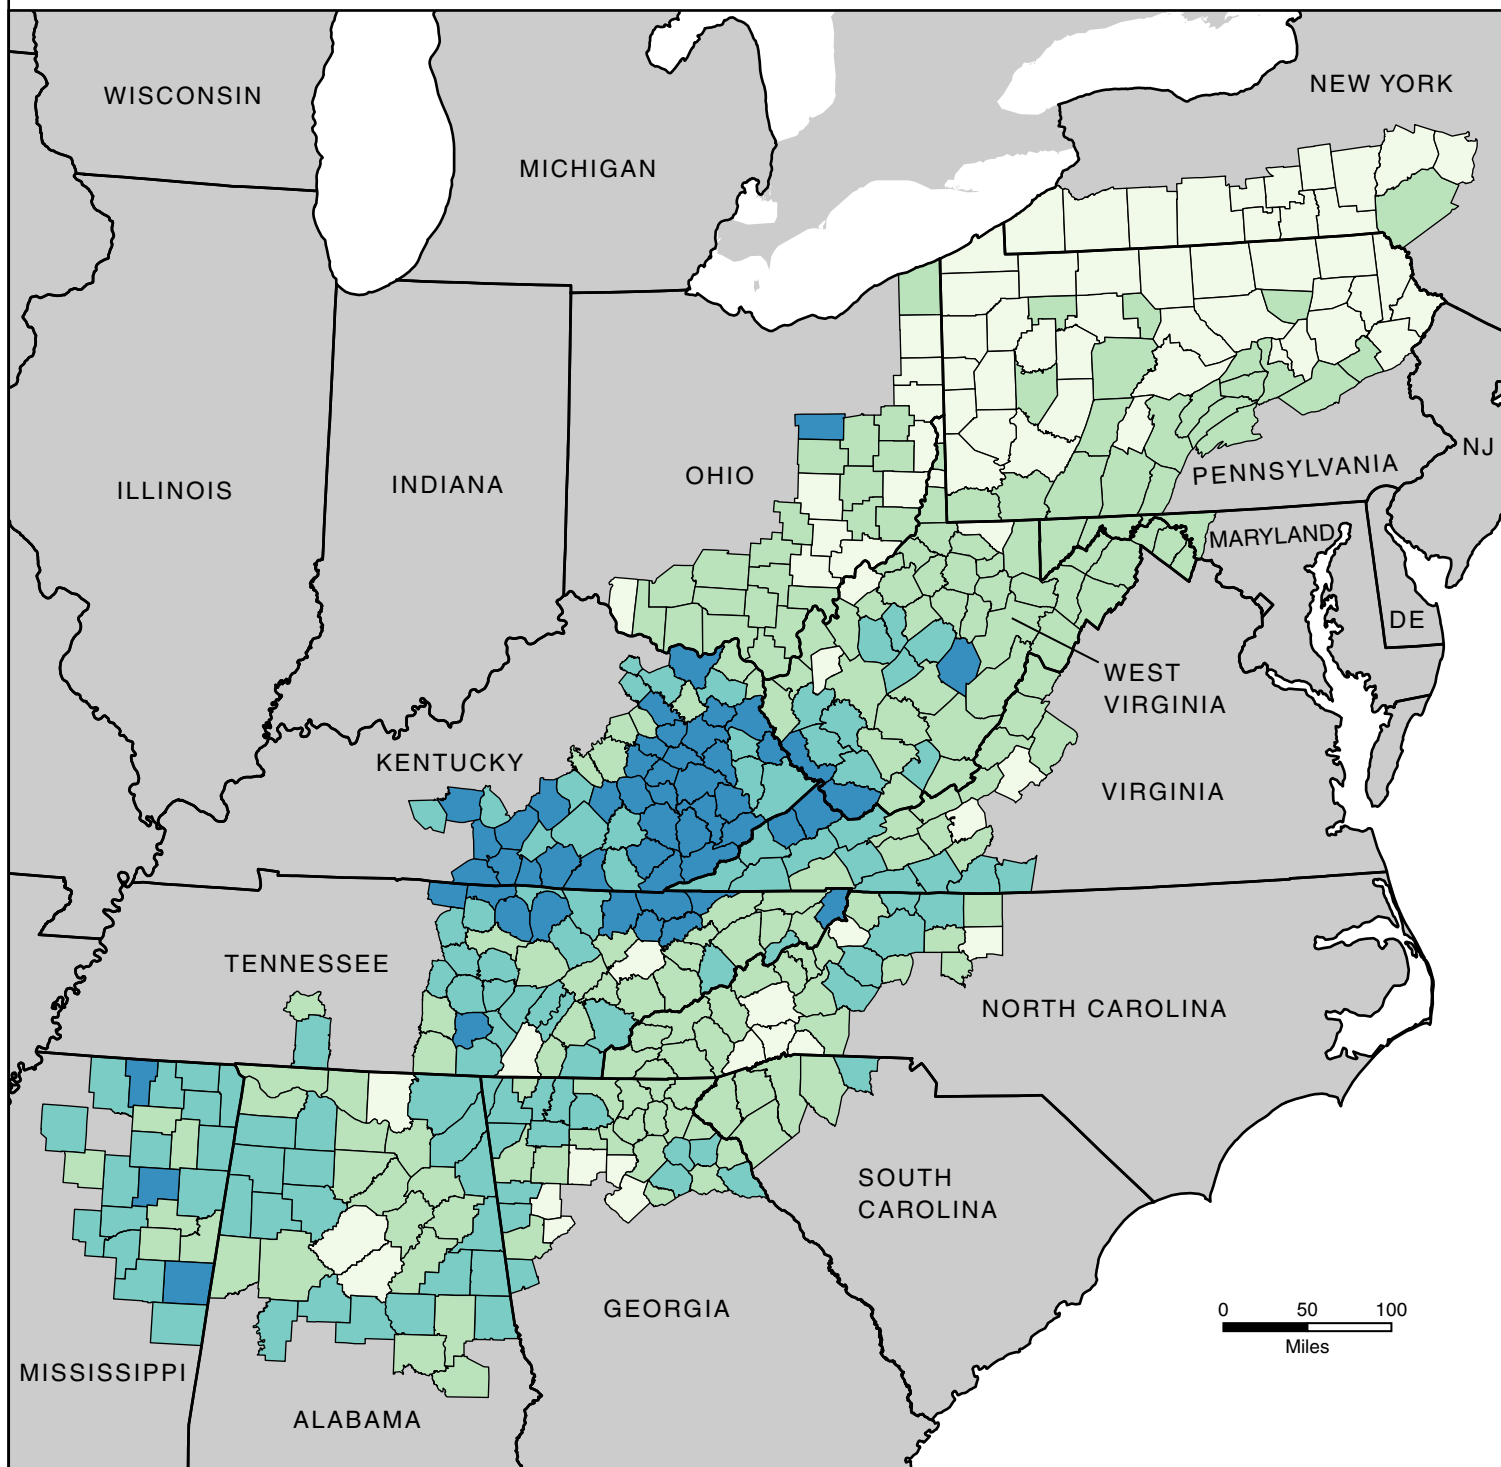 WISCONSIN
NEW YORK
MICHIGAN
ILLINOIS
INDIANA
OHIO
PENNSYLVANIA
NJ
MARYLAND
DE
WEST
VIRGINIA
KENTUCKY
VIRGINIA
TENNESSEE
NORTH CAROLINA
SOUTH
CAROLINA
GEORGIA
0 50 100
Miles
MISSISSIPPI
ALABAMA